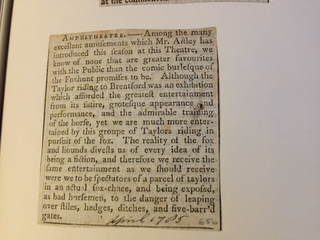 at the commencem
AMPHITHEATRE.——Among the many
excellent amusements which Mr. Astley has
introduced this season at this Theatre, we
know of none that are greater favourites
with the Public than the comic burlesque of
the Foxhunt promises to be. Although the
Taylor riding to Brentford was an exhibition
which afforded the greatest entertainment
from its satire, grotesque appearance and
performance, and the admirable training
of the horse, yet we are much more enter-
tained by this groupe of Taylors riding in
pursuit of the fox. The reality of the fox
and hounds divests us of every idea of its
being a fiction, and therefore we receive the
same entertainment as we should receive
were we to be spectators of a parcel of taylors
in an actual fox-chace, and being exposed,
as bad horsemen, to the danger of leaping
over stiles, hedges, ditches, and five-barr'd
gates.
April 1785